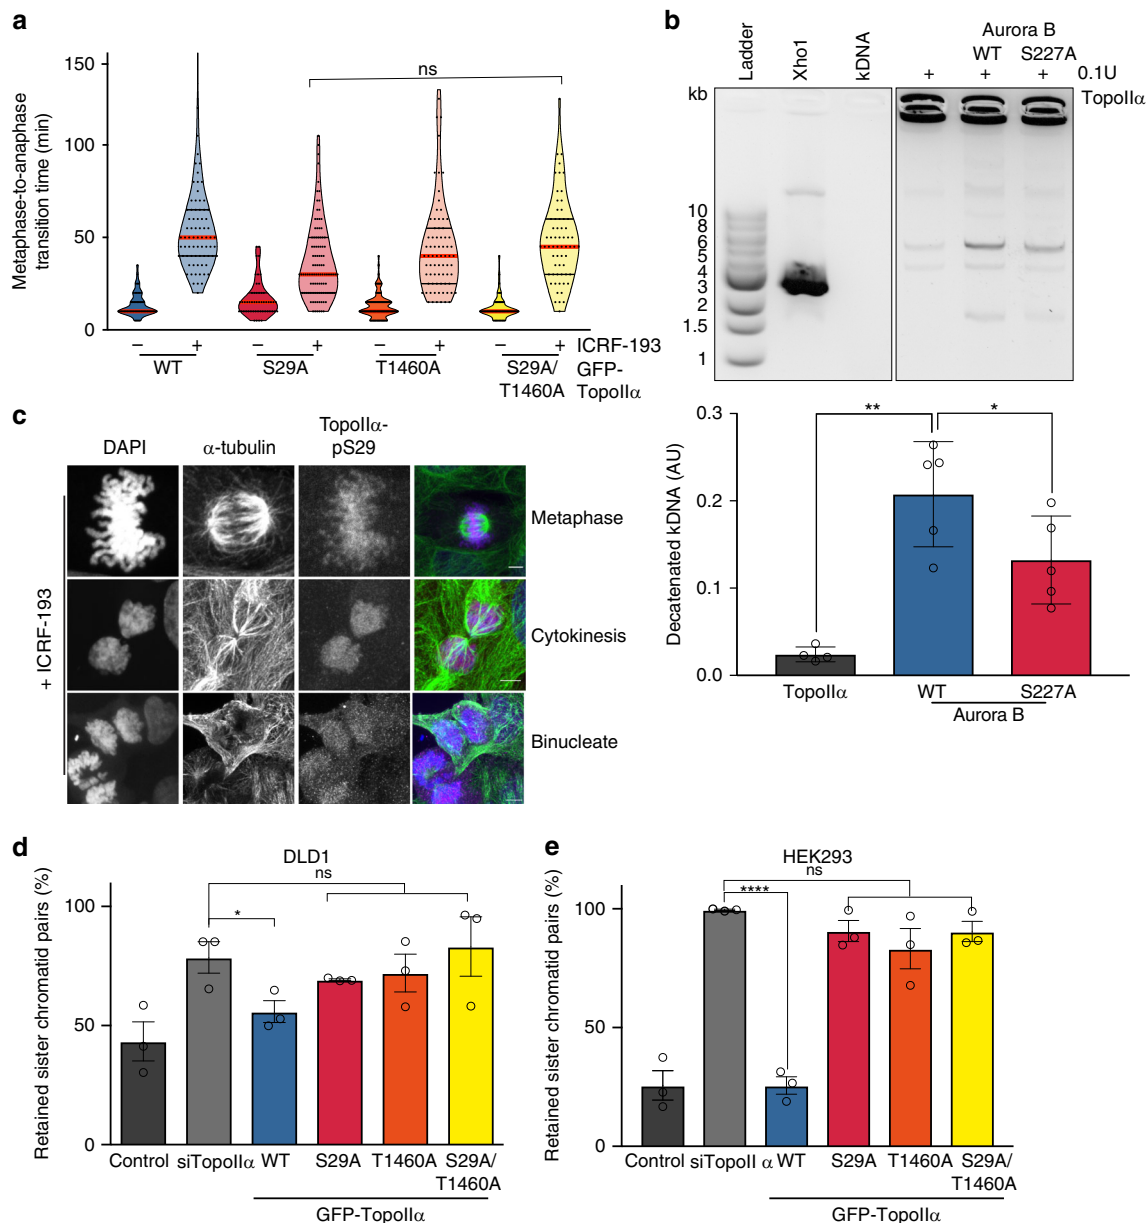 a
Metaphase-to-anaphase
transition time (min)
150
100
50
0
ns
– + – + – + – + ICRF-193
WT S29A T1460A S29A/
T1460A
GFP-
TopoIIα
b
Ladder
Xho1
kDNA
Aurora B
WT S227A
+ + + 0.1U
TopoIIα
kb
10
8
6
5
4
3
2
1.5
1
Decatenated kDNA (AU)
0.3
0.2
0.1
0.0
** *
TopoIIα WT S227A
Aurora B
c
DAPI α-tubulin TopoIIα-
pS29
+ ICRF-193
Metaphase
Cytokinesis
Binucleate
d
DLD1
ns
*
Retained sister chromatid pairs (%)
100
50
0
Control siTopoIIα WT S29A T1460A S29A/
T1460A
GFP-TopoIIα
e
HEK293
ns
****
Retained sister chromatid pairs (%)
100
50
0
Control siTopoII α WT S29A T1460A S29A/
T1460A
GFP-TopoIIα